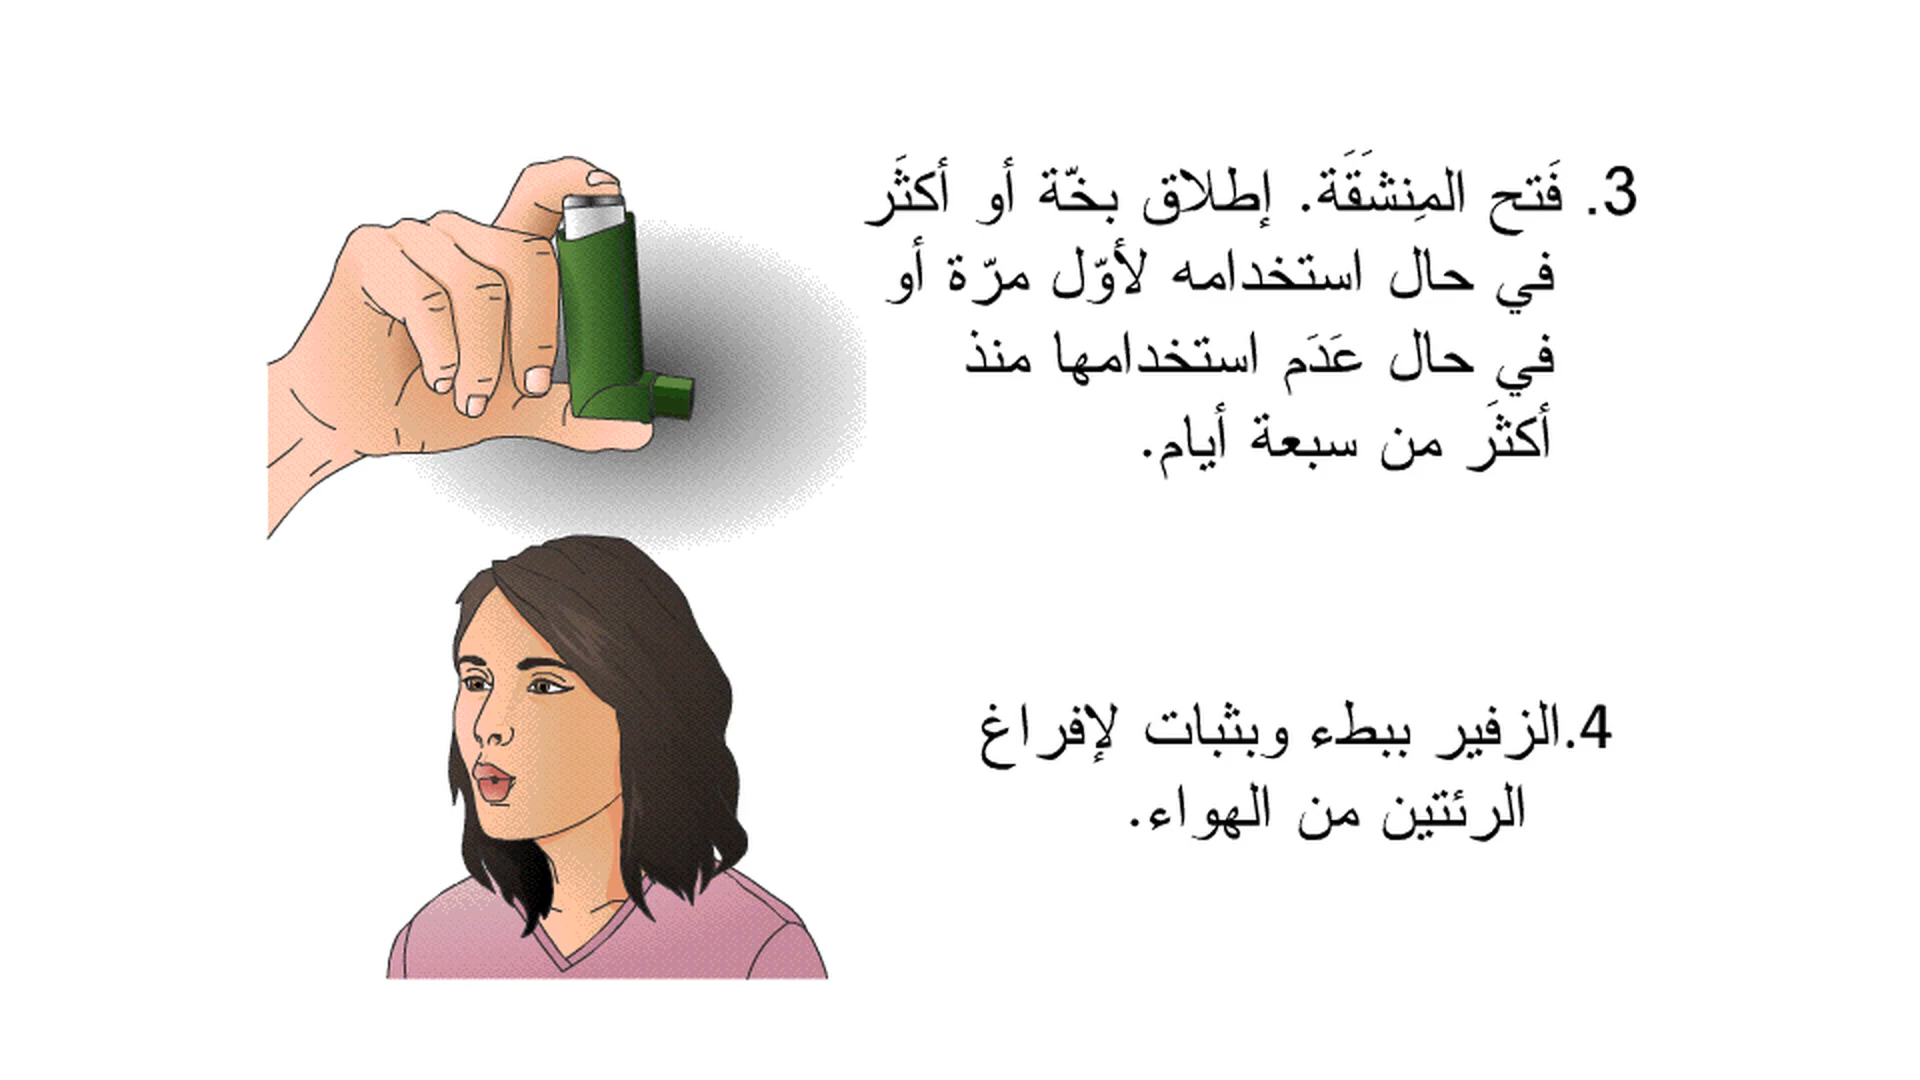 3. فَتح المِنشَقَة. إطلاق بخّة أو أكثَر
في حال استخدامه لأوّل مرّة أو
في حال عَدَم استخدامها منذ
أكثَر من سبعة أيام.
4.الزفير ببطء وبثبات لإفراغ
الرئتين من الهواء.